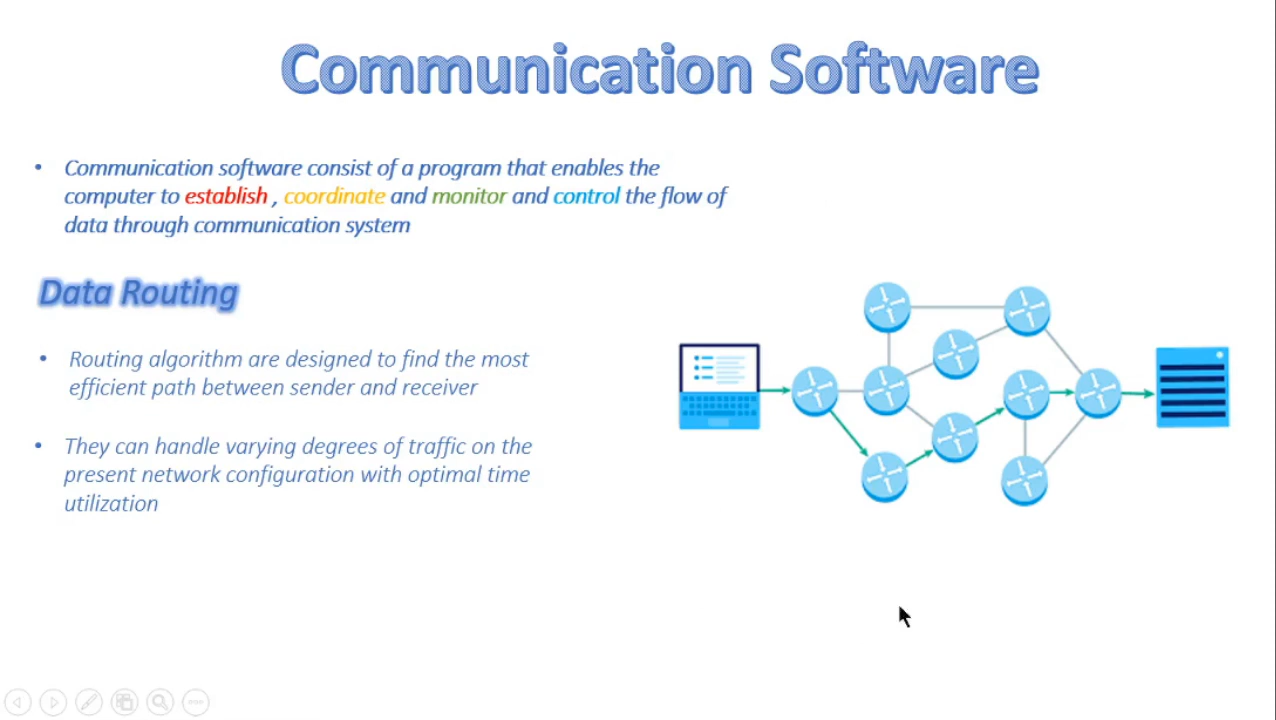 Communication Software
• Communication software consist of a program that enables the
computer to establish , coordinate and monitor and control the flow of
data through communication system
Data Routing
• Routing algorithm are designed to find the most
efficient path between sender and receiver
• They can handle varying degrees of traffic on the
present network configuration with optimal time
utilization